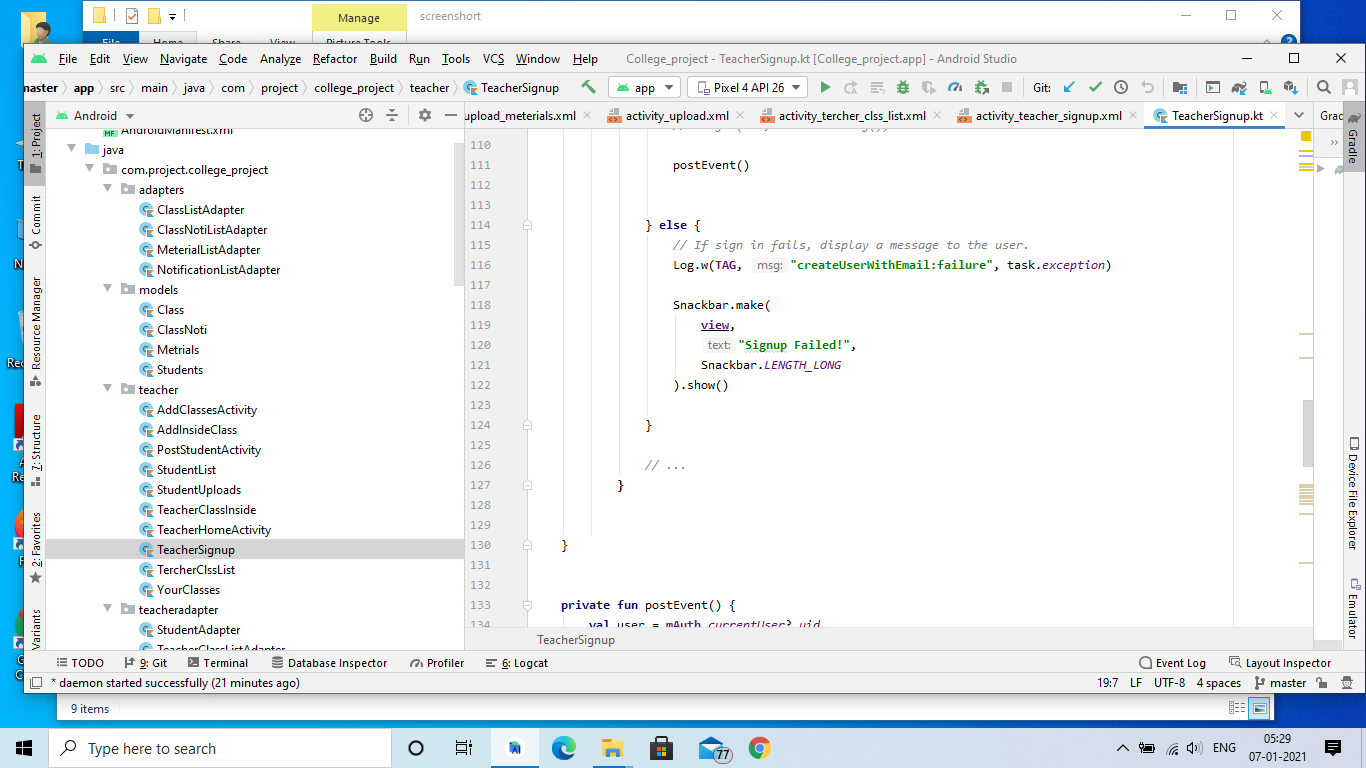 Manage
screenshort
File Home Share View Picture Tools
File Edit View Navigate Code Analyze Refactor Build Run Tools VCS Window Help College_project - TeacherSignup.kt [College_project.app] - Android Studio
master app src main java com project college_project teacher TeacherSignup app Pixel 4 API 26 Git:
Android upload_meterials.xml activity_upload.xml activity_tercher_clss_list.xml activity_teacher_signup.xml TeacherSignup.kt Grac
1: Project
Commit
Resource Manager
7: Structure
2: Favorites
Variants
AndroidManifest.xml
java
com.project.college_project
adapters
ClassListAdapter
ClassNotiListAdapter
MeterialListAdapter
NotificationListAdapter
models
Class
ClassNoti
Metrials
Students
teacher
AddClassesActivity
AddInsideClass
PostStudentActivity
StudentList
StudentUploads
TeacherClassInside
TeacherHomeActivity
TeacherSignup
TercherClssList
YourClasses
teacheradapter
StudentAdapter
TeacherClassListAdapter
110
111 postEvent()
112
113
114 } else {
115 // If sign in fails, display a message to the user.
116 Log.w(TAG, msg: "createUserWithEmail:failure", task.exception)
117
118 Snackbar.make(
119 view,
120 text: "Signup Failed!",
121 Snackbar.LENGTH_LONG
122 ).show()
123
124 }
125
126 // ...
127 }
128
129
130 }
131
132
133 private fun postEvent() {
134 val user = mAuth.currentUser?.uid
TeacherSignup
Gradle
Device File Explorer
Emulator
TODO 9: Git Terminal Database Inspector Profiler 6: Logcat Event Log Layout Inspector
* daemon started successfully (21 minutes ago) 19:7 LF UTF-8 4 spaces master
9 items
Type here to search 77 ENG 05:29
07-01-2021